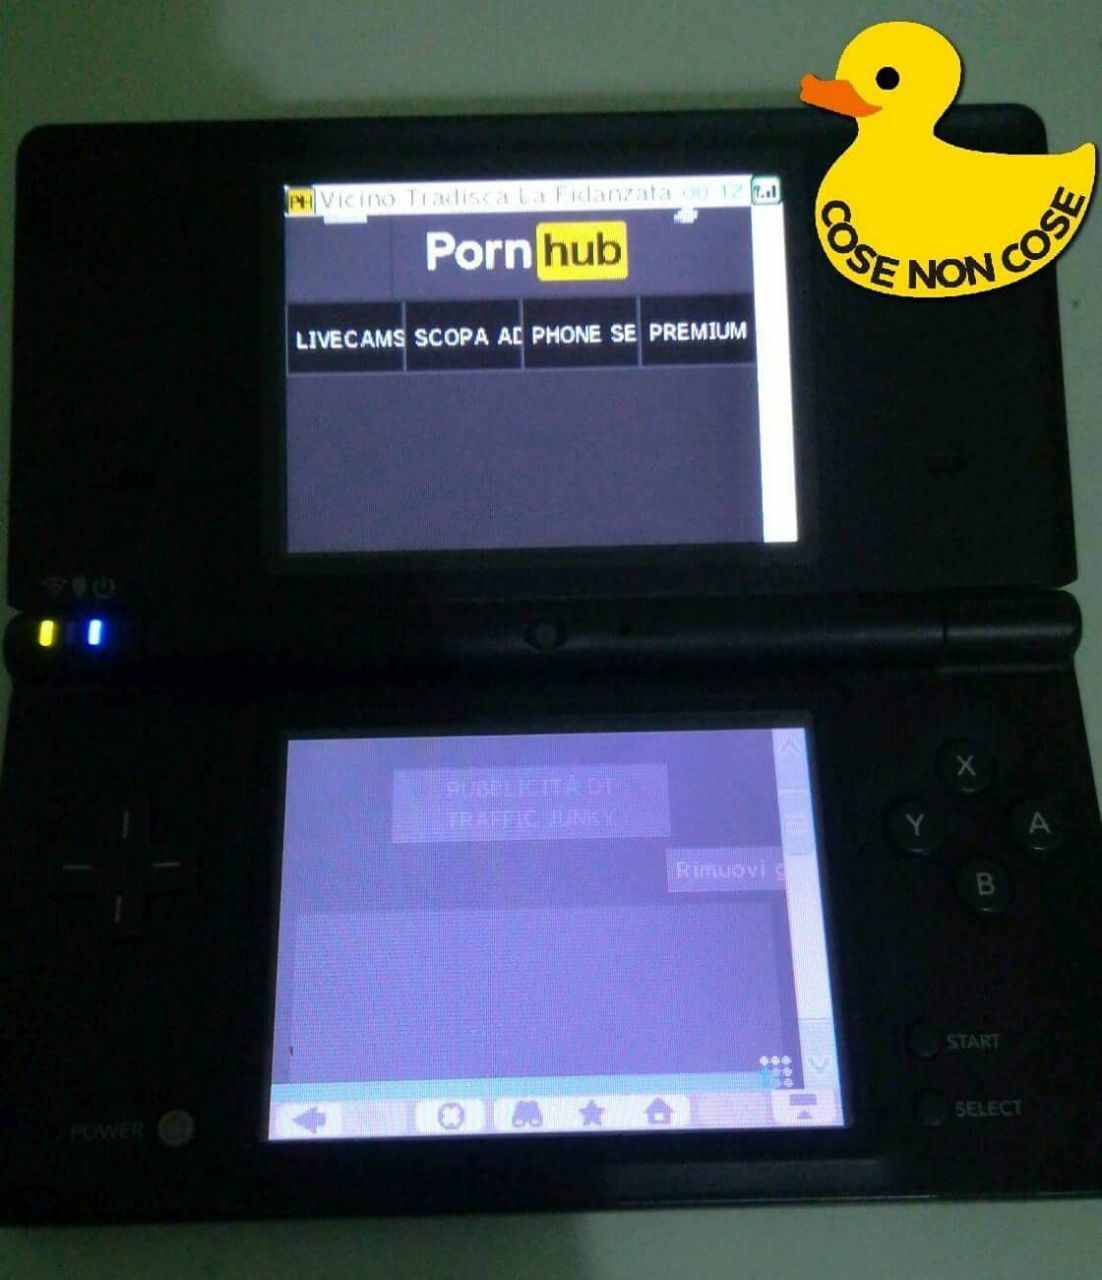 COSE NON COSE
PH Vicino Tradisca La Fidanzata 00:12
Pornhub
LIVECAMS SCOPA AD PHONE SE PREMIUM
PUBBLICITÀ DI
TRAFFIC JUNKY
Rimuovi
X
Y A
B
START
SELECT
POWER